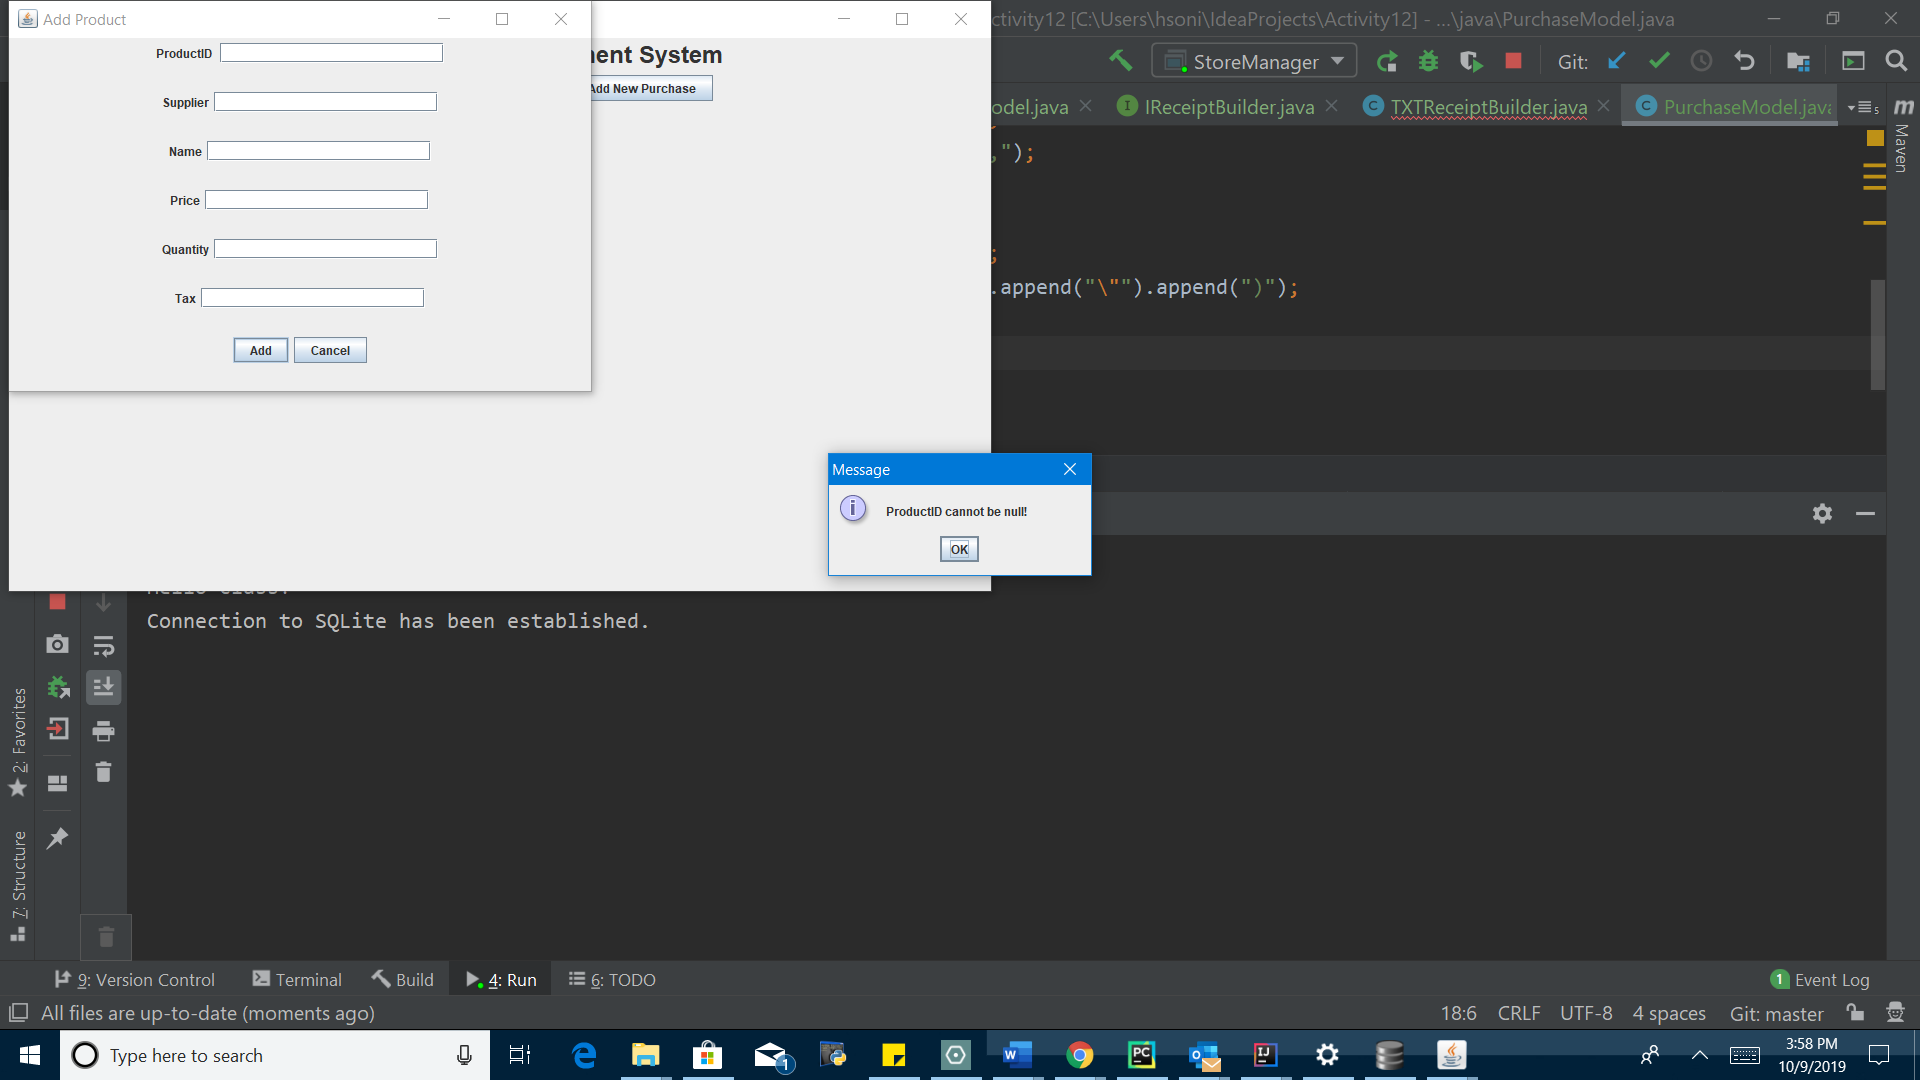 Add Product
ctivity12 [C:\Users\hsoni\IdeaProjects\Activity12] - ...\java\PurchaseModel.java
ProductID
Supplier
Name
Price
Quantity
Tax
Add
Cancel
ent System
Add New Purchase
StoreManager
Git:
odel.java
IReceiptBuilder.java
TXTReceiptBuilder.java
PurchaseModel.java
5
Maven
,");
;
.append("\"").append(")");
Message
ProductID cannot be null!
OK
Connection to SQLite has been established.
2: Favorites
7: Structure
9: Version Control
Terminal
Build
4: Run
6: TODO
1 Event Log
All files are up-to-date (moments ago)
18:6
CRLF
UTF-8
4 spaces
Git: master
Type here to search
1
3:58 PM
10/9/2019